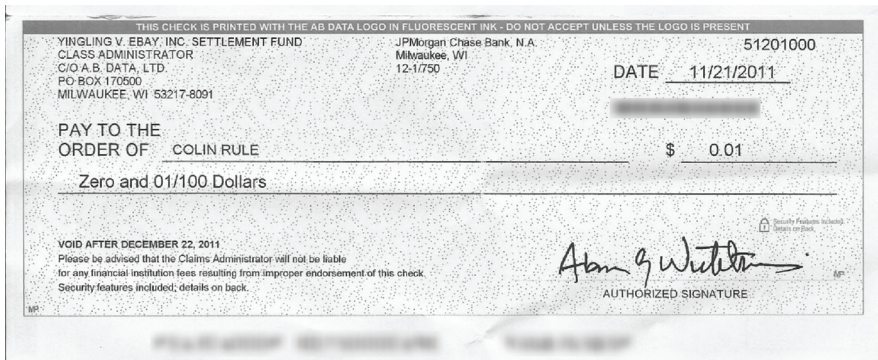 THIS CHECK IS PRINTED WITH THE AB DATA LOGO IN FLUORESCENT INK - DO NOT ACCEPT UNLESS THE LOGO IS PRESENT
YINGLING V. EBAY, INC. SETTLEMENT FUND
CLASS ADMINISTRATOR
C/O A.B. DATA, LTD.
PO BOX 170500
MILWAUKEE, WI 53217-8091
JPMorgan Chase Bank, N.A.
Milwaukee, WI
12-1/750
51201000
DATE 11/21/2011
PAY TO THE
ORDER OF COLIN RULE $ 0.01
Zero and 01/100 Dollars
Security Features Included.
Details on Back.
VOID AFTER DECEMBER 22, 2011
Please be advised that the Claims Administrator will not be liable
for any financial institution fees resulting from improper endorsement of this check.
Security features included; details on back.
AUTHORIZED SIGNATURE
MP
MP